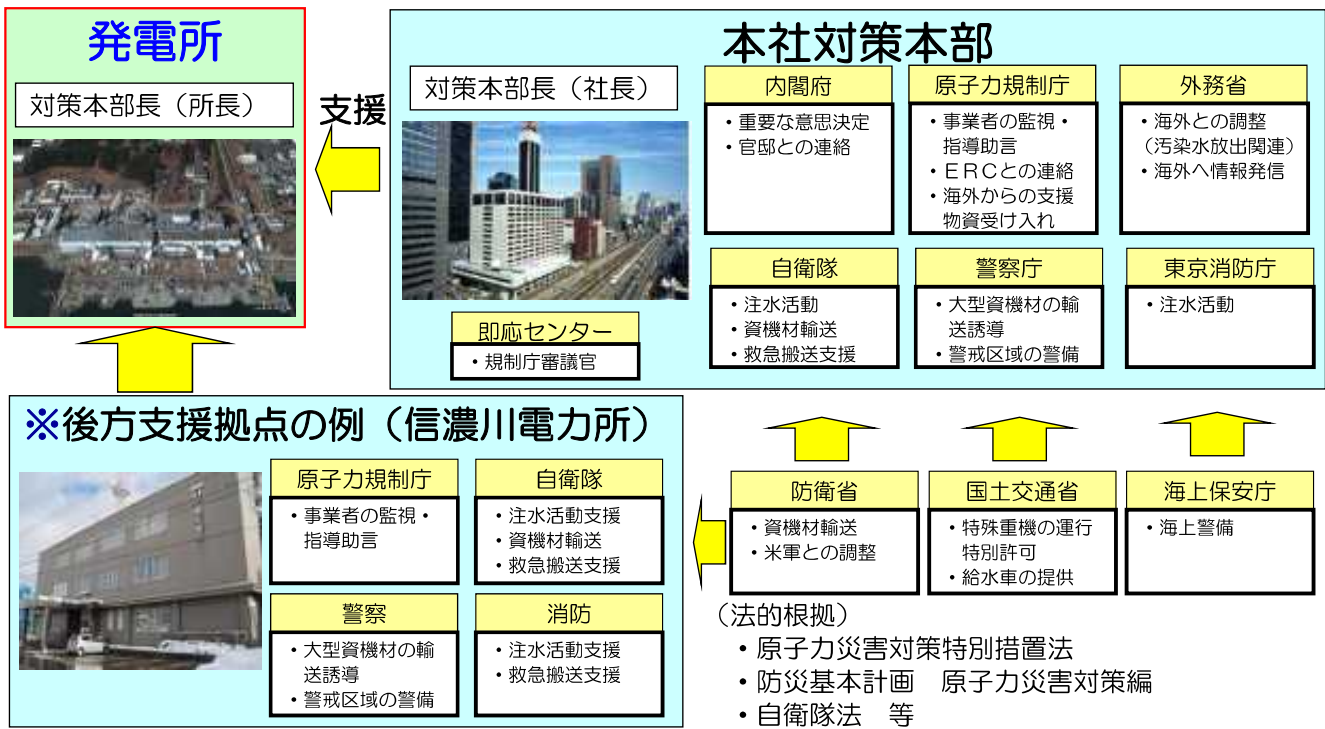 発電所
対策本部長（所長）
支援
本社対策本部
対策本部長（社長）
内閣府
・重要な意思決定
・官邸との連絡
原子力規制庁
・事業者の監視・
指導助言
・ＥＲＣとの連絡
・海外からの支援
物資受け入れ
外務省
・海外との調整
（汚染水放出関連）
・海外へ情報発信
自衛隊
・注水活動
・資機材輸送
・救急搬送支援
警察庁
・大型資機材の輸
送誘導
・警戒区域の警備
東京消防庁
・注水活動
即応センター
・規制庁審議官
※後方支援拠点の例（信濃川電力所）
原子力規制庁
・事業者の監視・
指導助言
自衛隊
・注水活動支援
・資機材輸送
・救急搬送支援
警察
・大型資機材の輸
送誘導
・警戒区域の警備
消防
・注水活動支援
・救急搬送支援
防衛省
・資機材輸送
・米軍との調整
国土交通省
・特殊重機の運行
特別許可
・給水車の提供
海上保安庁
・海上警備
（法的根拠）
・原子力災害対策特別措置法
・防災基本計画　原子力災害対策編
・自衛隊法　等